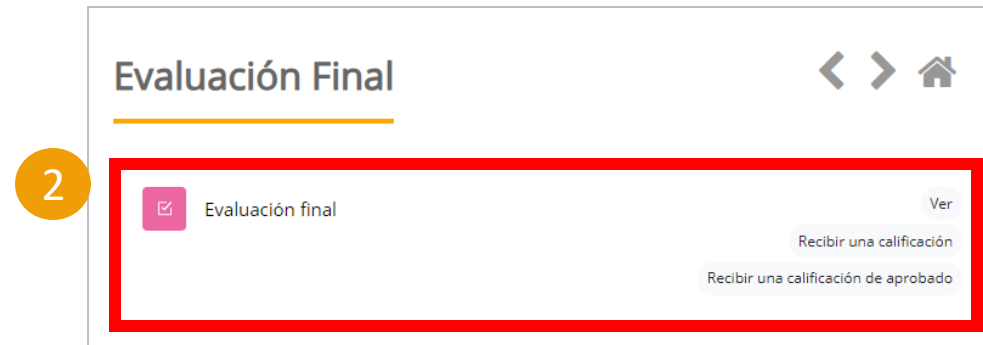 Evaluación Final
2
Evaluación final
Ver
Recibir una calificación
Recibir una calificación de aprobado